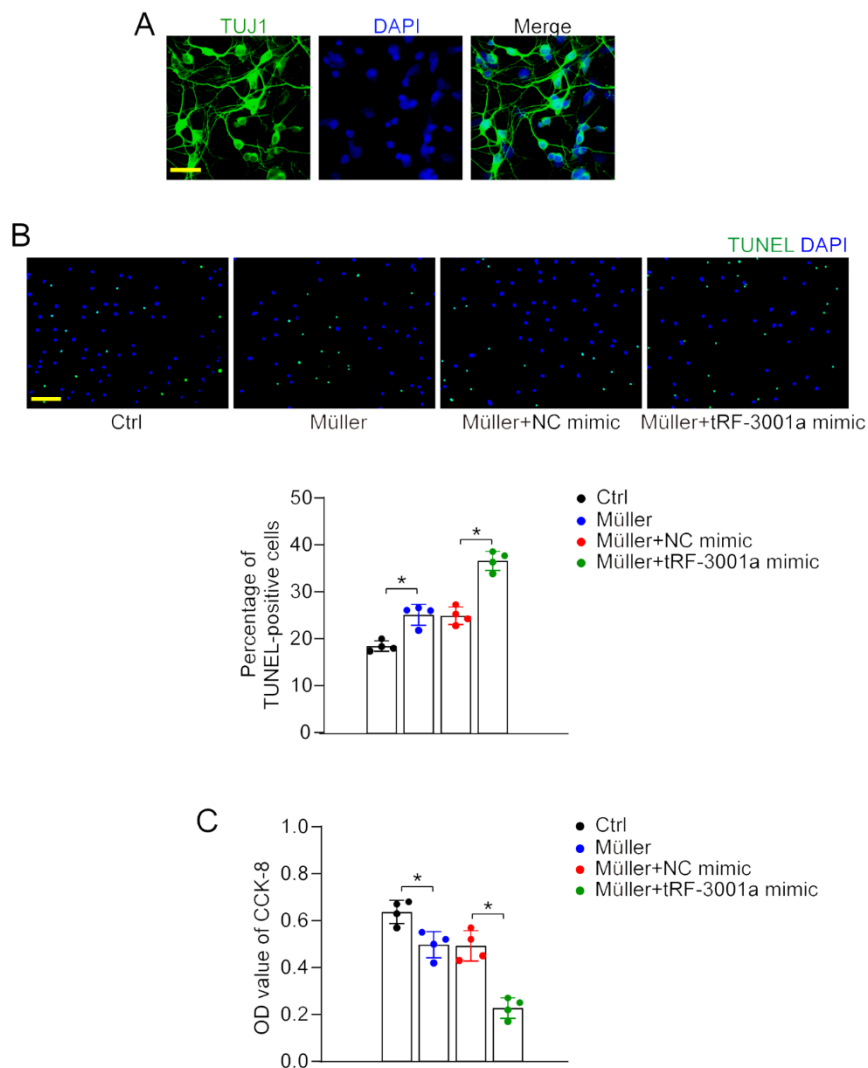 A
TUJ1 DAPI Merge
B
TUNEL DAPI
Ctrl Müller Müller+NC mimic Müller+tRF-3001a mimic
Percentage of
TUNEL-positive cells
50
40
30
20
10
0
*
*
Ctrl
Müller
Müller+NC mimic
Müller+tRF-3001a mimic
C
OD value of CCK-8
1.0
0.8
0.6
0.4
0.2
0.0
*
*
Ctrl
Müller
Müller+NC mimic
Müller+tRF-3001a mimic